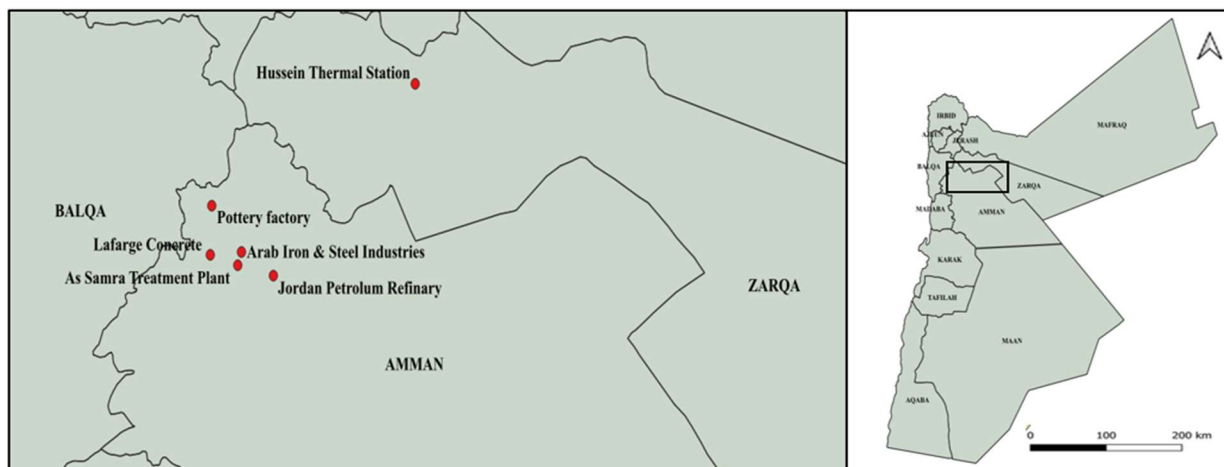 Hussein Thermal Station
BALQA
Pottery factory
Lafarge Concrete
Arab Iron & Steel Industries
As Samra Treatment Plant
Jordan Petrolum Refinary
ZARQA
AMMAN
IRBID
MAFRAQ
AJLUN
JERASH
BALQA
ZARQA
MADABA
AMMAN
KARAK
TAFILAH
MAAN
AQABA
0 100 200 km